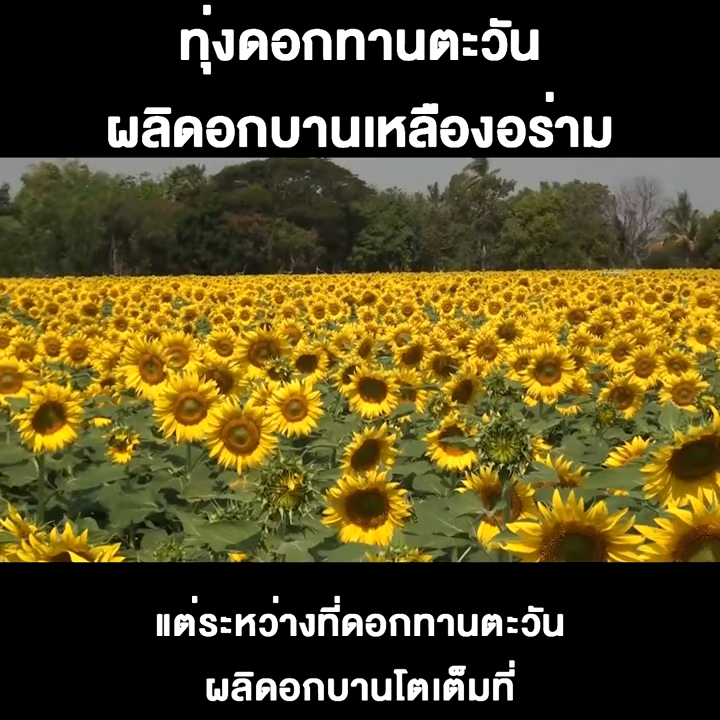 ทุ่งดอกทานตะวัน
ผลิดอกบานเหลืองอร่าม
แต่ระหว่างที่ดอกทานตะวัน
ผลิดอกบานโตเต็มที่